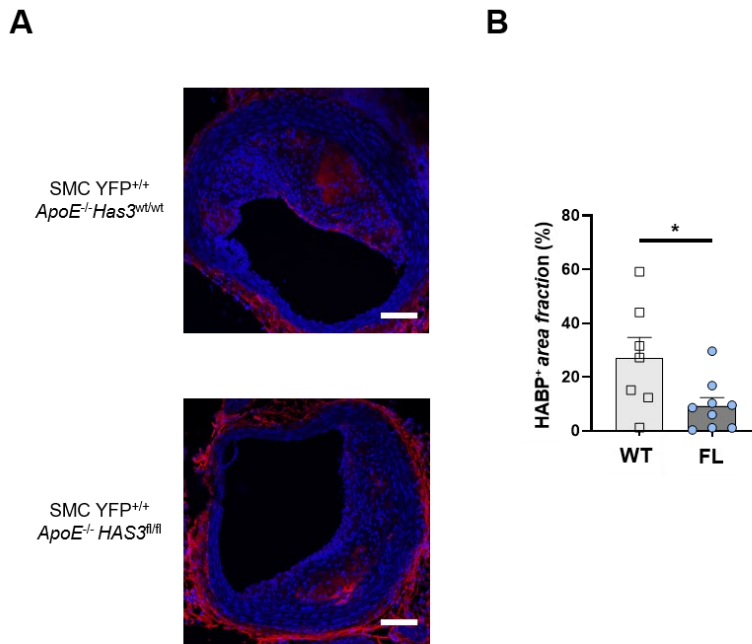 A
B
SMC YFP+/+
ApoE-/-Has3wt/wt
SMC YFP+/+
ApoE-/- HAS3fl/fl
HABP+ area fraction (%)
80
60
40
20
0
*
WT
FL